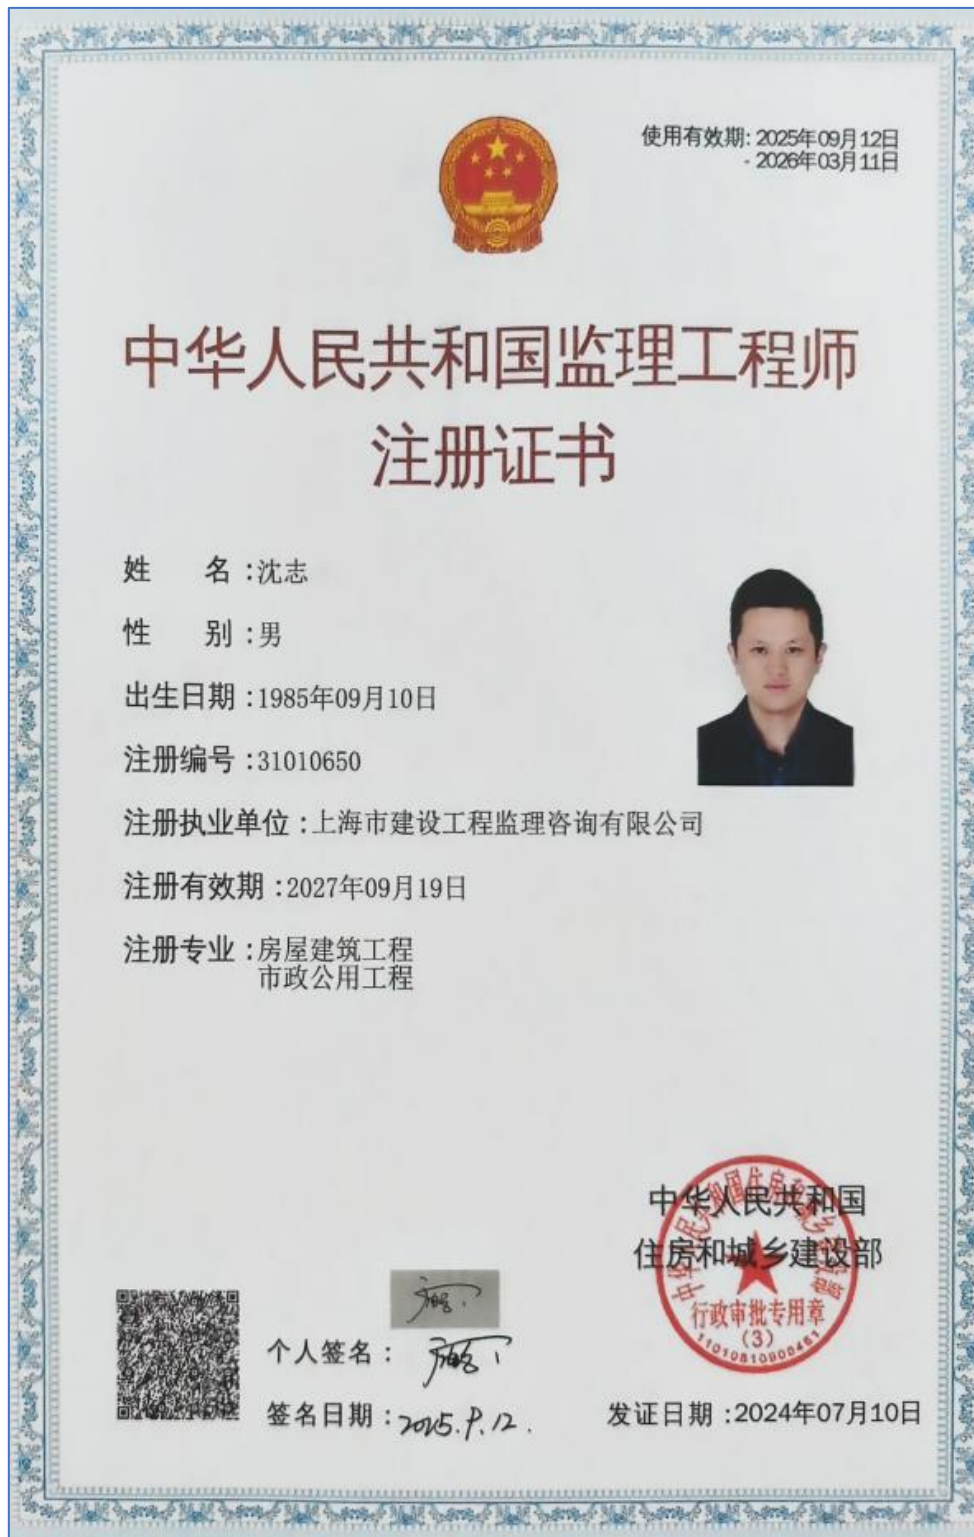 使用有效期: 2025年09月12日
- 2026年03月11日
中华人民共和国监理工程师
注册证书
姓 名:沈志
性 别:男
出生日期:1985年09月10日
注册编号:31010650
注册执业单位:上海市建设工程监理咨询有限公司
注册有效期:2027年09月19日
注册专业:房屋建筑工程
市政公用工程
中华人民共和国
住房和城乡建设部
行政审批专用章
(3)
个人签名:
签名日期:2025.9.12.
发证日期:2024年07月10日